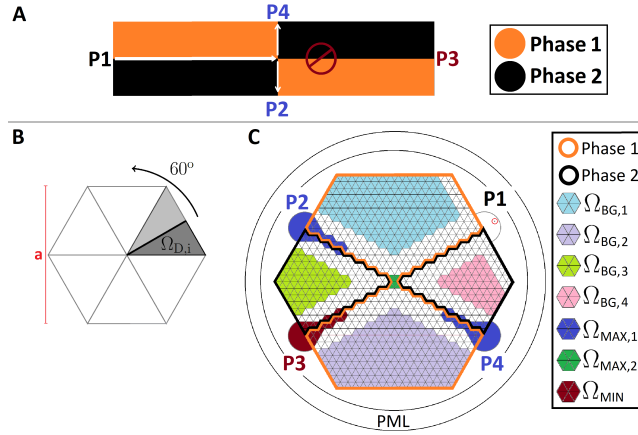 A
P4
P1
P3
P2
Phase 1
Phase 2
B
60°
a
Ω_D,i
C
P2
P1
P3
P4
PML
Phase 1
Phase 2
Ω_BG,1
Ω_BG,2
Ω_BG,3
Ω_BG,4
Ω_MAX,1
Ω_MAX,2
Ω_MIN